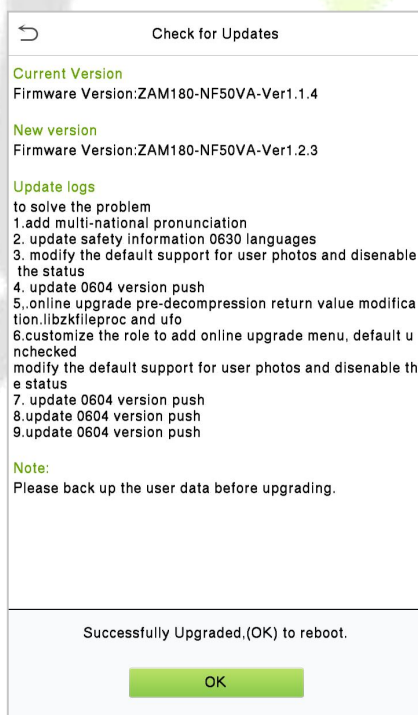 Check for Updates
Current Version
Firmware Version:ZAM180-NF50VA-Ver1.1.4
New version
Firmware Version:ZAM180-NF50VA-Ver1.2.3
Update logs
to solve the problem
1.add multi-national pronunciation
2. update safety information 0630 languages
3. modify the default support for user photos and disenable
the status
4. update 0604 version push
5,.online upgrade pre-decompression return value modifica
tion.libzkfileproc and ufo
6.customize the role to add online upgrade menu, default u
nchecked
modify the default support for user photos and disenable th
e status
7. update 0604 version push
8.update 0604 version push
9.update 0604 version push
Note:
Please back up the user data before upgrading.
Successfully Upgraded,(OK) to reboot.
OK